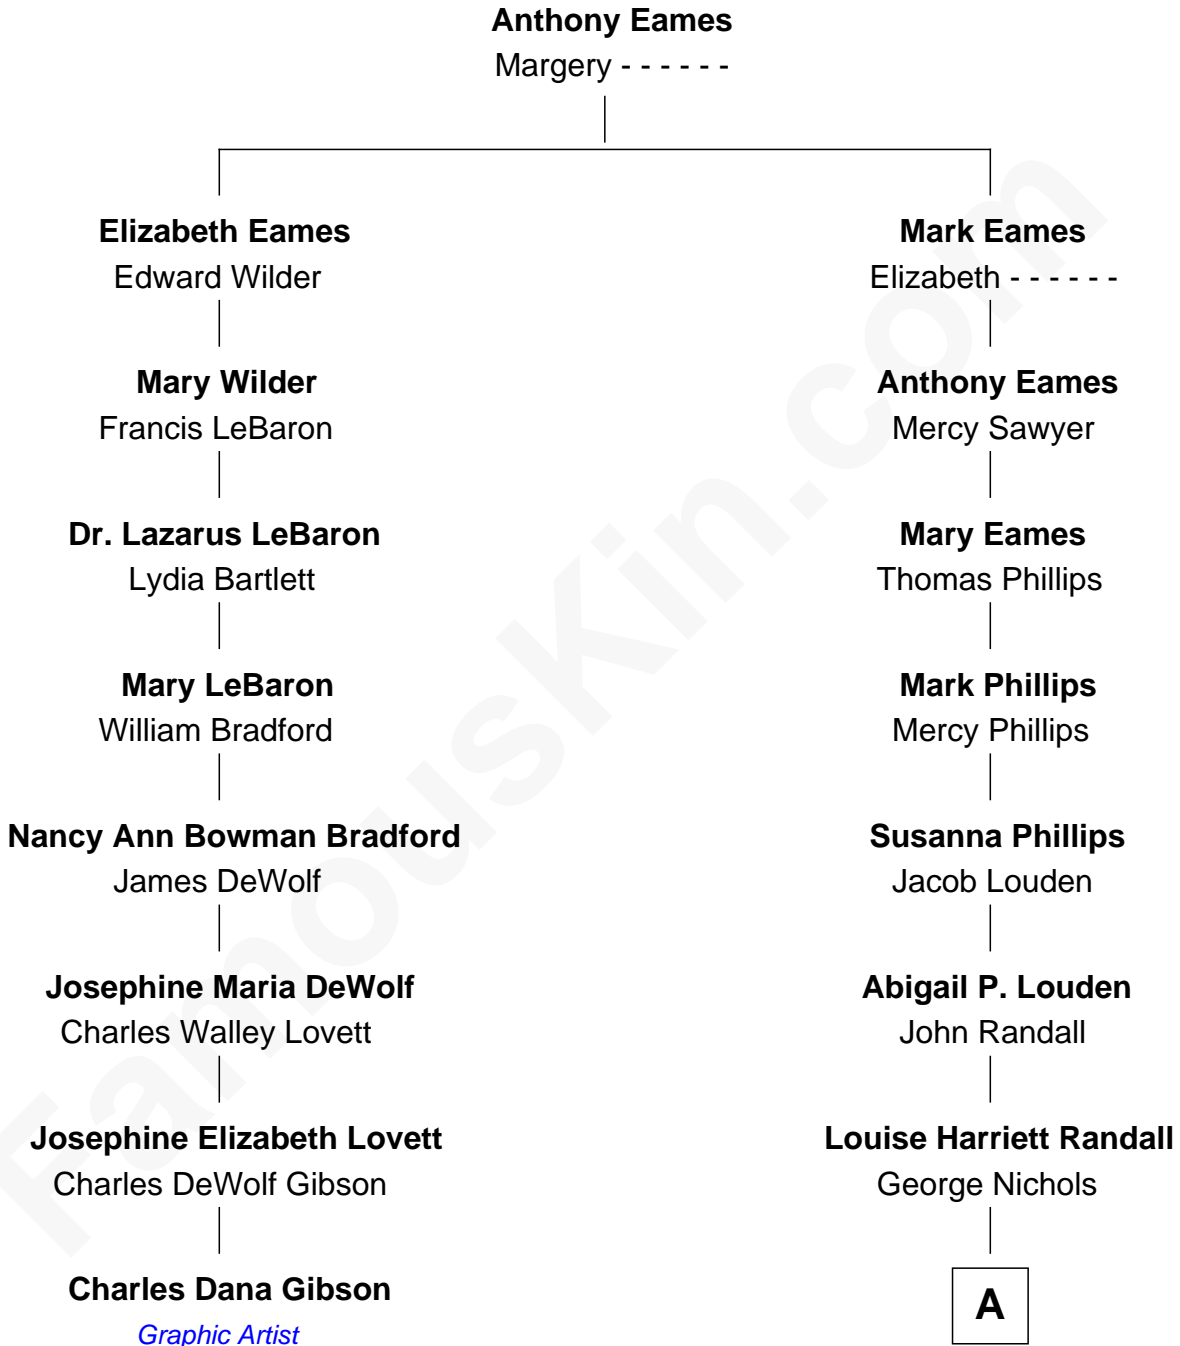 Anthony Eames
Margery - - - - - -
Elizabeth Eames
Edward Wilder
Mark Eames
Elizabeth - - - - - -
Mary Wilder
Francis LeBaron
Anthony Eames
Mercy Sawyer
Dr. Lazarus LeBaron
Lydia Bartlett
Mary Eames
Thomas Phillips
Mary LeBaron
William Bradford
Mark Phillips
Mercy Phillips
Nancy Ann Bowman Bradford
James DeWolf
Susanna Phillips
Jacob Louden
Josephine Maria DeWolf
Charles Walley Lovett
Abigail P. Louden
John Randall
Josephine Elizabeth Lovett
Charles DeWolf Gibson
Louise Harriett Randall
George Nichols
Charles Dana Gibson
Graphic Artist
A
FamousKin.com